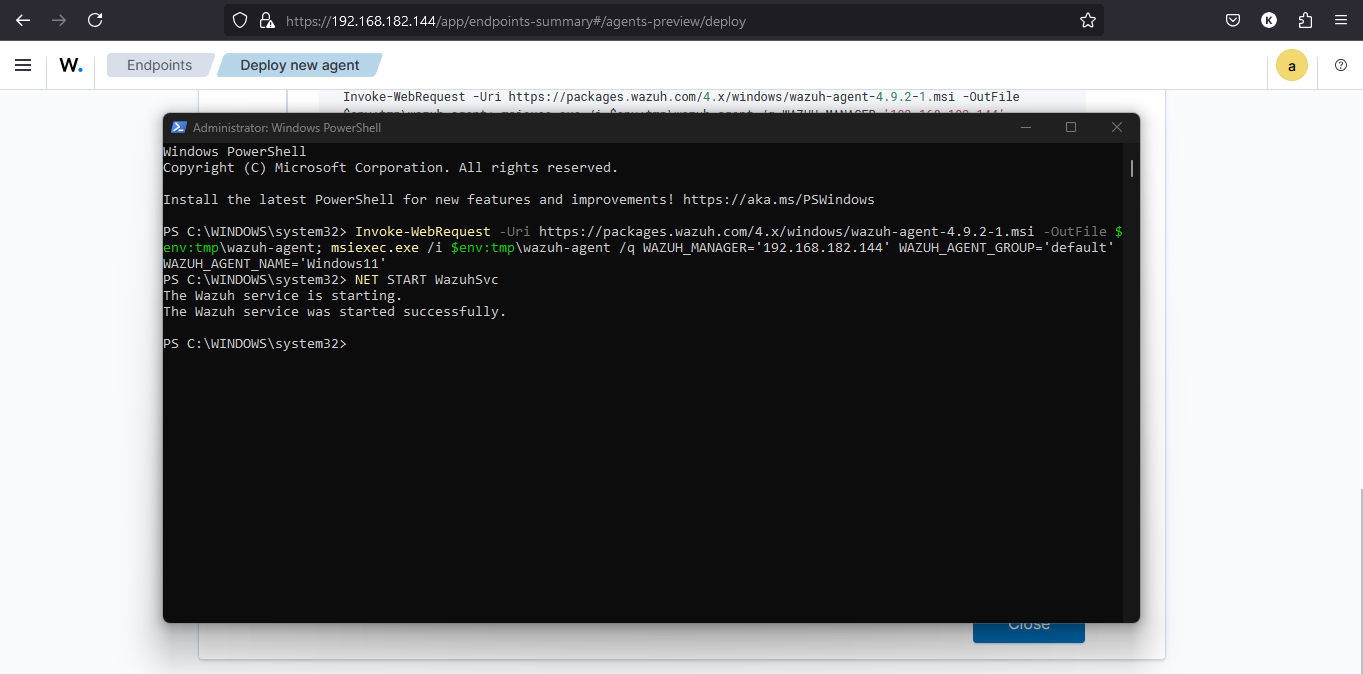 https://192.168.182.144/app/endpoints-summary#/agents-preview/deploy
K
W.
Endpoints
Deploy new agent
a
Invoke-WebRequest -Uri https://packages.wazuh.com/4.x/windows/wazuh-agent-4.9.2-1.msi -OutFile
Administrator: Windows PowerShell
Windows PowerShell
Copyright (C) Microsoft Corporation. All rights reserved.
Install the latest PowerShell for new features and improvements! https://aka.ms/PSWindows
PS C:\WINDOWS\system32> Invoke-WebRequest -Uri https://packages.wazuh.com/4.x/windows/wazuh-agent-4.9.2-1.msi -OutFile $
env:tmp\wazuh-agent; msiexec.exe /i $env:tmp\wazuh-agent /q WAZUH_MANAGER='192.168.182.144' WAZUH_AGENT_GROUP='default'
WAZUH_AGENT_NAME='Windows11'
PS C:\WINDOWS\system32> NET START WazuhSvc
The Wazuh service is starting.
The Wazuh service was started successfully.
PS C:\WINDOWS\system32>
Close